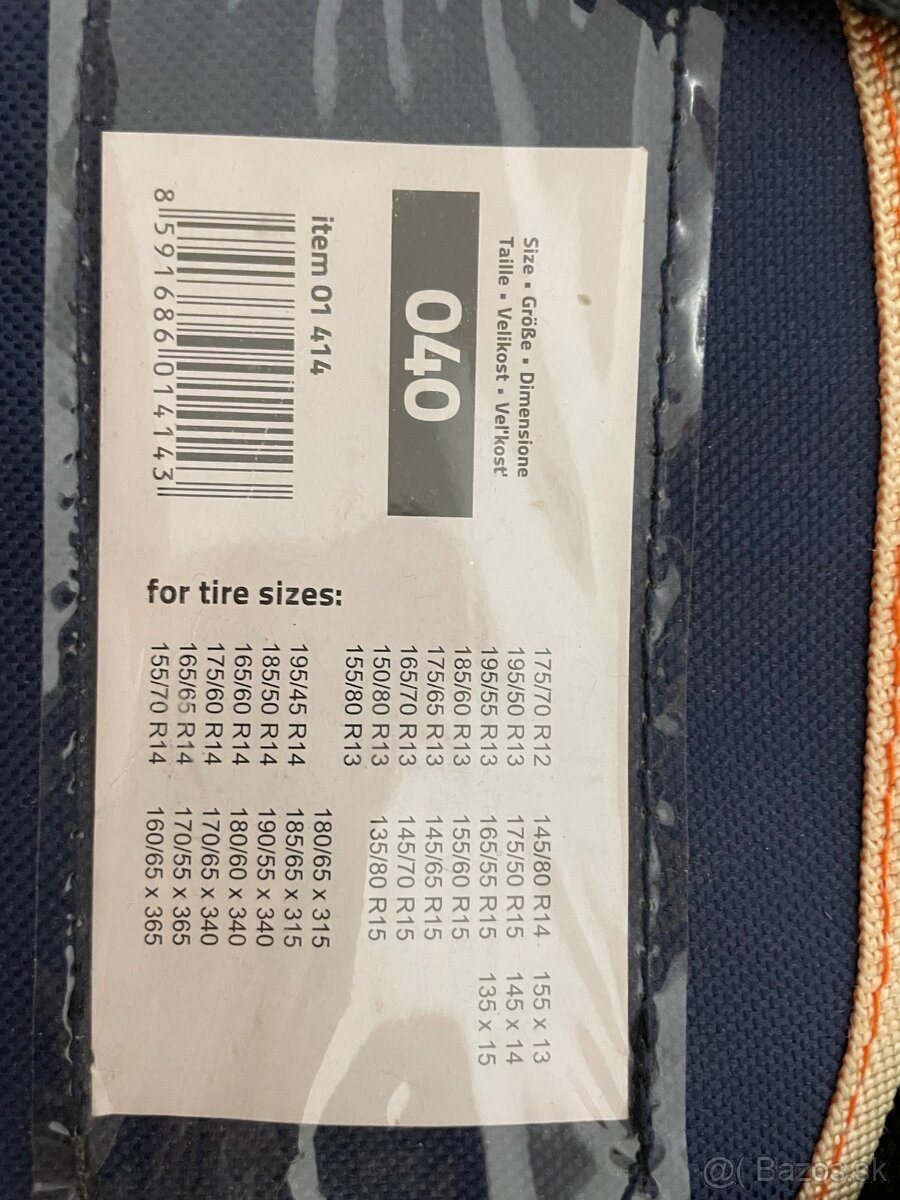 Size ▪ Größe ▪ Dimensione
Taille ▪ Velikost ▪ Vel'kost'
040
item 01 414
8 591686 014143
for tire sizes:
175/70 R12
195/50 R13
195/55 R13
185/60 R13
175/65 R13
165/70 R13
150/80 R13
155/80 R13
195/45 R14
185/50 R14
165/60 R14
175/60 R14
165/65 R14
155/70 R14
145/80 R14
175/50 R15
165/55 R15
155/60 R15
145/65 R15
145/70 R15
135/80 R15
180/65 x 315
185/65 x 315
190/55 x 340
180/60 x 340
170/65 x 340
170/55 x 365
160/65 x 365
155 x 13
145 x 14
135 x 15
@( Bazos.sk